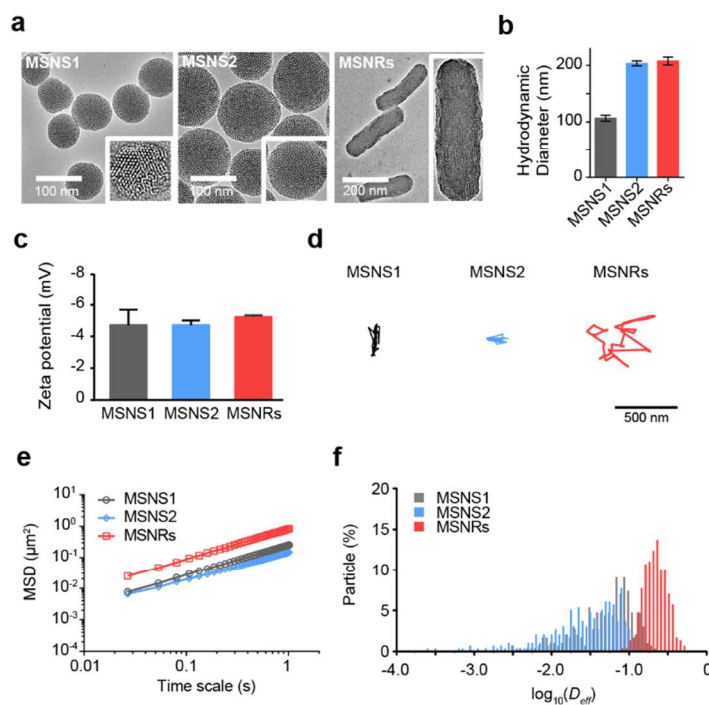 a
MSNS1
MSNS2
MSNRs
100 nm
100 nm
200 nm
b
Hydrodynamic
Diameter (nm)
200
100
0
MSNS1
MSNS2
MSNRs
c
Zeta potential (mV)
-8
-6
-4
-2
0
MSNS1 MSNS2 MSNRs
d
MSNS1 MSNS2 MSNRs
500 nm
e
MSD (µm²)
10¹
10⁰
10⁻¹
10⁻²
10⁻³
10⁻⁴
MSNS1
MSNS2
MSNRs
0.01 0.1 1
Time scale (s)
f
Particle (%)
20
15
10
5
0
MSNS1
MSNS2
MSNRs
-4.0 -3.0 -2.0 -1.0 0
log₁₀(D_eff)